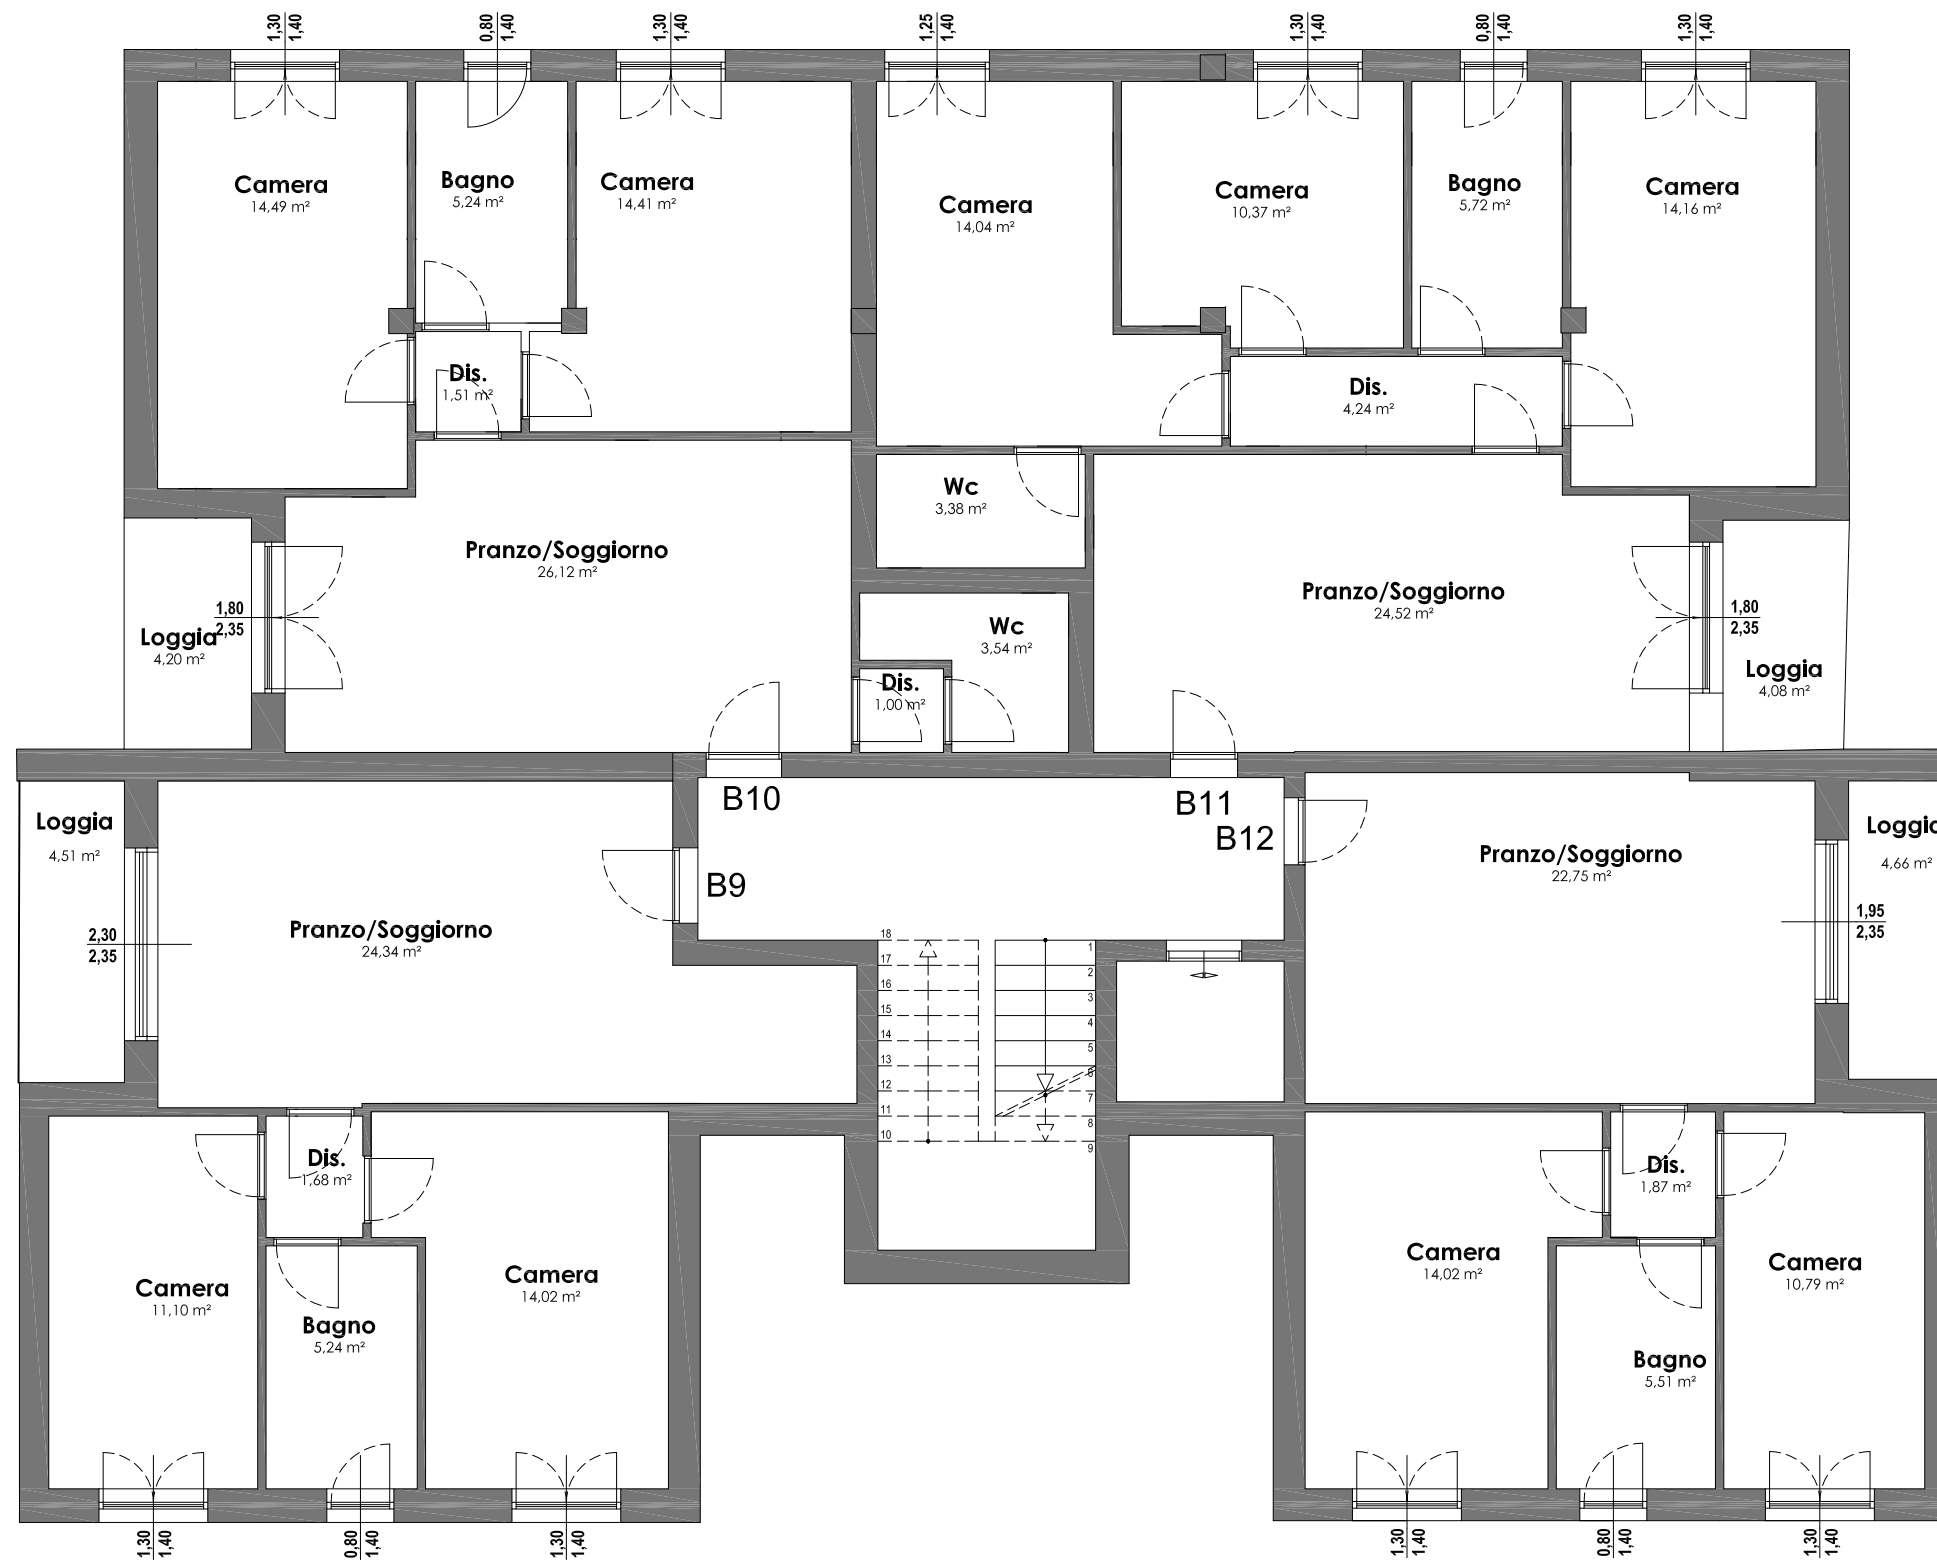 1,30
1,40
0,80
1,40
1,30
1,40
1,25
1,40
1,30
1,40
0,80
1,40
1,30
1,40
Camera
14,49 m²
Bagno
5,24 m²
Camera
14,41 m²
Camera
14,04 m²
Camera
10,37 m²
Bagno
5,72 m²
Camera
14,16 m²
Dis.
1,51 m²
Dis.
4,24 m²
Wc
3,38 m²
Pranzo/Soggiorno
26,12 m²
Pranzo/Soggiorno
24,52 m²
1,80
2,35
Loggia
4,20 m²
Wc
3,54 m²
Dis.
1,00 m²
1,80
2,35
Loggia
4,08 m²
B10
B11
B12
B9
Loggia
4,51 m²
Pranzo/Soggiorno
24,34 m²
2,30
2,35
Pranzo/Soggiorno
22,75 m²
Loggia
4,66 m²
1,95
2,35
18
17
16
15
14
13
12
11
10
1
2
3
4
5
6
7
8
9
Dis.
1,68 m²
Camera
11,10 m²
Bagno
5,24 m²
Camera
14,02 m²
Dis.
1,87 m²
Camera
14,02 m²
Bagno
5,51 m²
Camera
10,79 m²
1,30
1,40
0,80
1,40
1,30
1,40
1,30
1,40
0,80
1,40
1,30
1,40